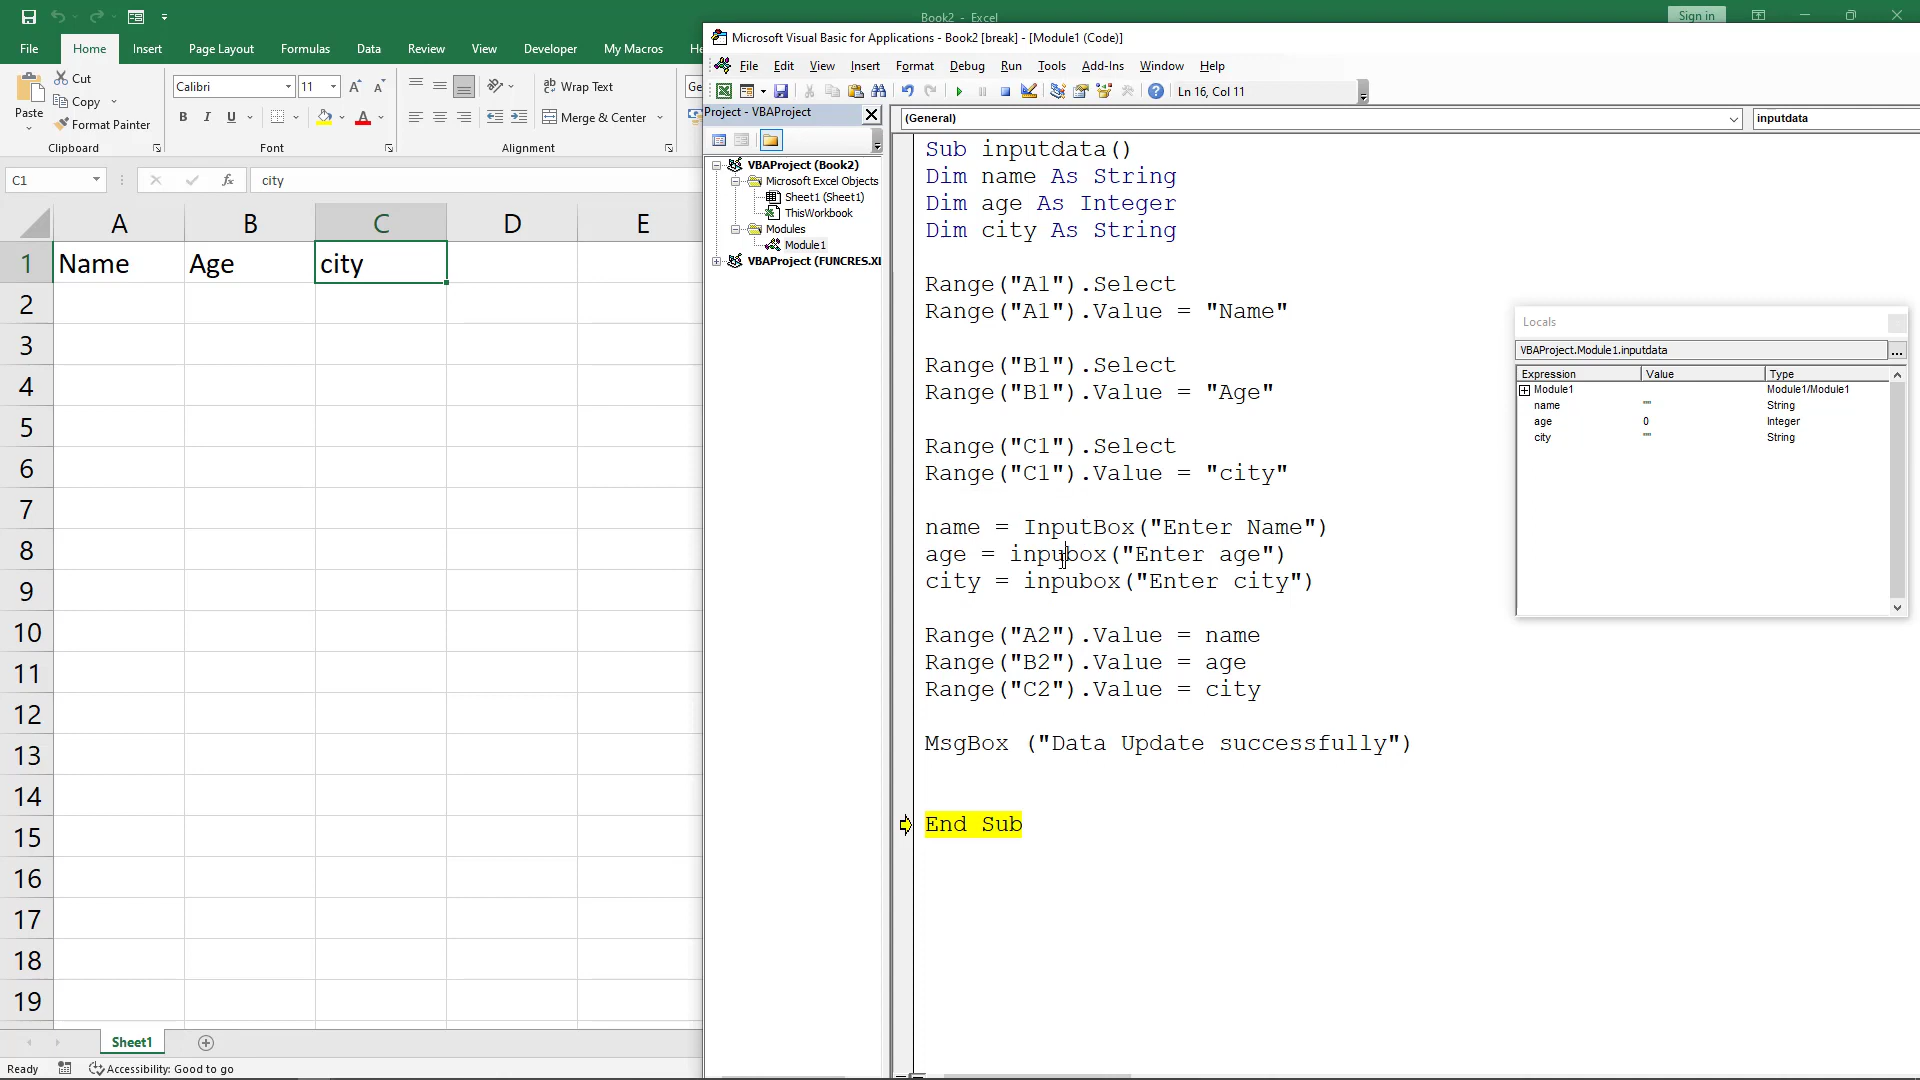 Book2 - Excel
Sign in
File Home Insert Page Layout Formulas Data Review View Developer My Macros He
Cut
Copy
Format Painter
Paste
Clipboard
Calibri 11
B I U
Font
Wrap Text
Merge & Center
Alignment
Ge
C1 city
A B C D E
1 Name Age city
2
3
4
5
6
7
8
9
10
11
12
13
14
15
16
17
18
19
Sheet1
Ready Accessibility: Good to go
Microsoft Visual Basic for Applications - Book2 [break] - [Module1 (Code)]
File Edit View Insert Format Debug Run Tools Add-Ins Window Help
Ln 16, Col 11
Project - VBAProject
VBAProject (Book2)
Microsoft Excel Objects
Sheet1 (Sheet1)
ThisWorkbook
Modules
Module1
VBAProject (FUNCRES.XL
(General) inputdata
Sub inputdata()
Dim name As String
Dim age As Integer
Dim city As String
Range("A1").Select
Range("A1").Value = "Name"
Range("B1").Select
Range("B1").Value = "Age"
Range("C1").Select
Range("C1").Value = "city"
name = InputBox("Enter Name")
age = inpubox("Enter age")
city = inpubox("Enter city")
Range("A2").Value = name
Range("B2").Value = age
Range("C2").Value = city
MsgBox ("Data Update successfully")
End Sub
Locals
VBAProject.Module1.inputdata ...
Expression Value Type
Module1 Module1/Module1
name "" String
age 0 Integer
city "" String